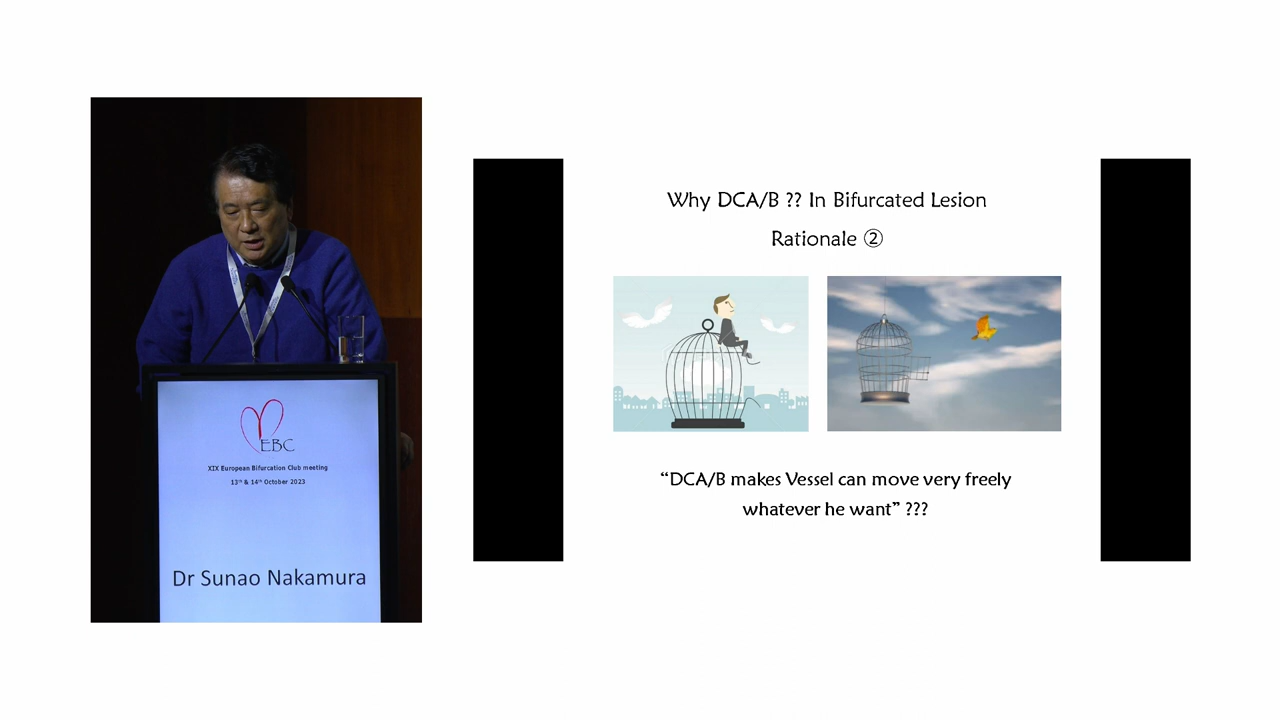 EBC
XIX European Bifurcation Club meeting
13th & 14th October 2023
Dr Sunao Nakamura
Why DCA/B ?? In Bifurcated Lesion
Rationale ②
“DCA/B makes Vessel can move very freely
whatever he want” ???